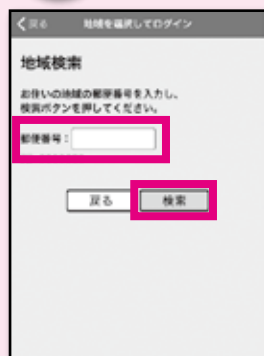 戻る 地域を選択してログイン
地域検索
お住いの地域の郵便番号を入力し、
検索ボタンを押してください。
郵便番号：
戻る 検索